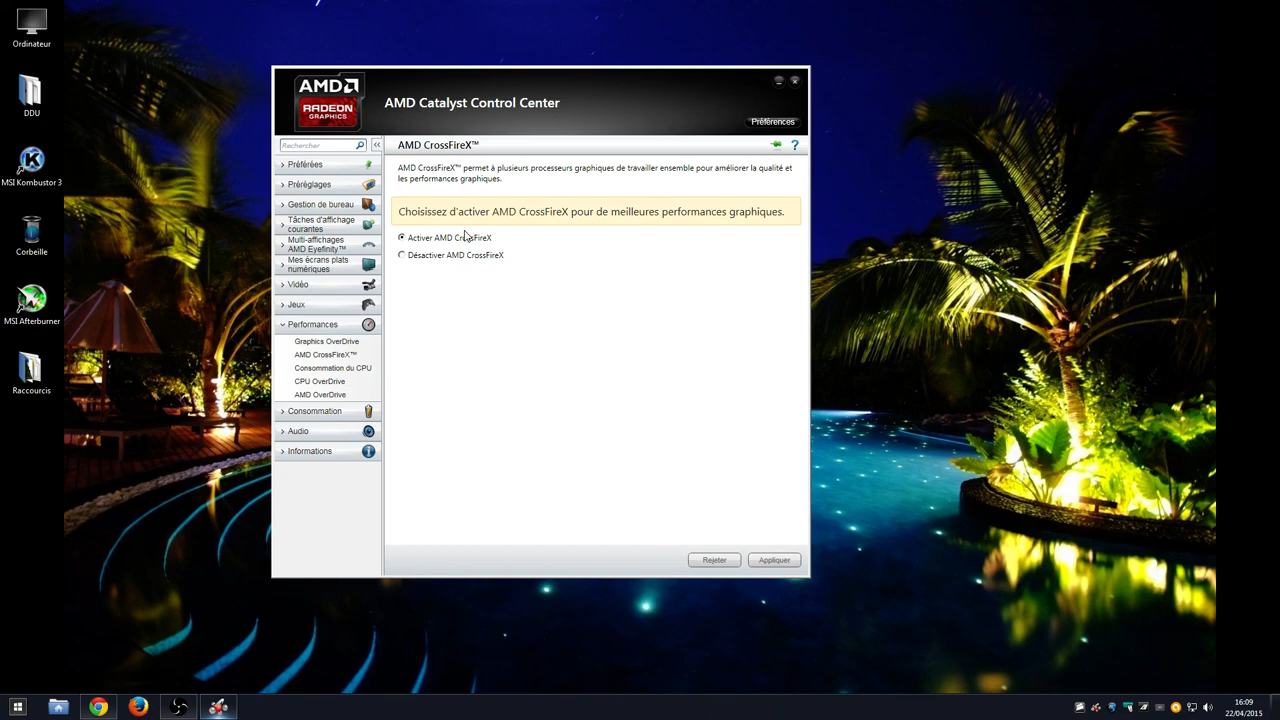 Ordinateur
DDU
MSI Kombustor 3
Corbeille
MSI Afterburner
Raccourcis
AMD
RADEON
GRAPHICS
AMD Catalyst Control Center
Préférences
Rechercher
Préférées
Préréglages
Gestion de bureau
Tâches d'affichage
courantes
Multi-affichages
AMD Eyefinity™
Mes écrans plats
numériques
Vidéo
Jeux
Performances
Graphics OverDrive
AMD CrossFireX™
Consommation du CPU
CPU OverDrive
AMD OverDrive
Consommation
Audio
Informations
AMD CrossFireX™
AMD CrossFireX™ permet à plusieurs processeurs graphiques de travailler ensemble pour améliorer la qualité et
les performances graphiques.
Choisissez d'activer AMD CrossFireX pour de meilleures performances graphiques.
Activer AMD CrossFireX
Désactiver AMD CrossFireX
Rejeter
Appliquer
16:09
22/04/2015